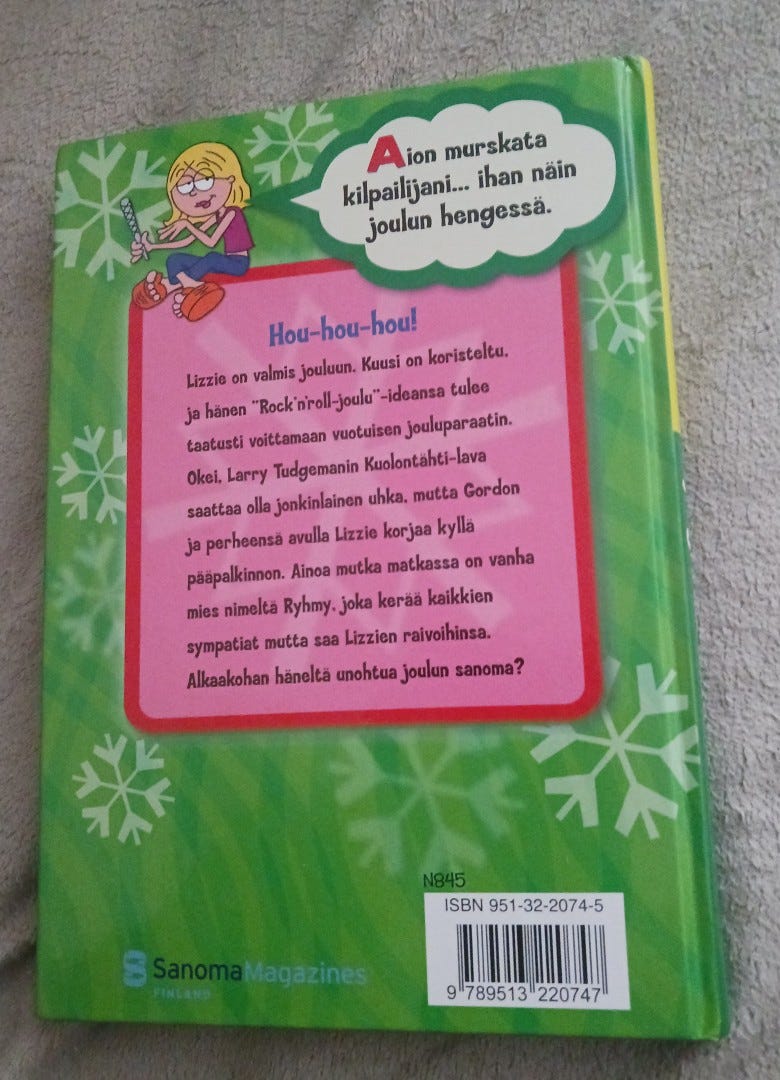 Aion murskata
kilpailijani... ihan näin
joulun hengessä.
Hou-hou-hou!
Lizzie on valmis jouluun. Kuusi on koristeltu,
ja hänen "Rock'n'roll-joulu"-ideansa tulee
taatusti voittamaan vuotuisen jouluparaatin.
Okei, Larry Tudgemanin Kuolontähti-lava
saattaa olla jonkinlainen uhka, mutta Gordon
ja perheensä avulla Lizzie korjaa kyllä
pääpalkinnon. Ainoa mutka matkassa on vanha
mies nimeltä Ryhmy, joka kerää kaikkien
sympatiat mutta saa Lizzien raivoihinsa.
Alkaakohan häneltä unohtua joulun sanoma?
N845
ISBN 951-32-2074-5
9 789513 220747
SanomaMagazines
FINLAND